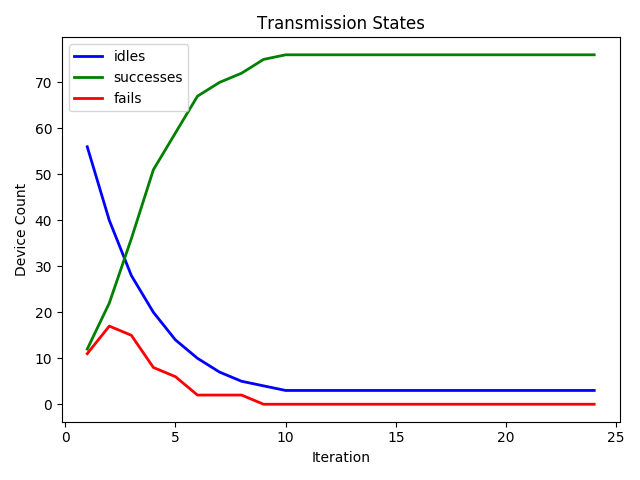 Transmission States
idles
successes
fails
70
60
50
40
30
20
10
0
Device Count
0 5 10 15 20 25
Iteration